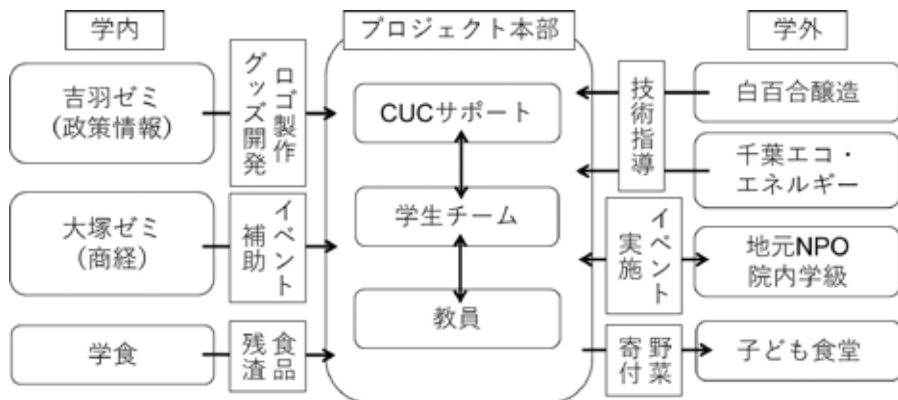 学内
プロジェクト本部
学外
吉羽ゼミ
（政策情報）
ロゴ製作
グッズ開発
CUCサポート
技術指導
白百合醸造
千葉エコ・
エネルギー
大塚ゼミ
（商経）
イベント
補助
学生チーム
イベント
実施
地元NPO
院内学級
学食
食品
残渣
教員
野菜
寄付
子ども食堂